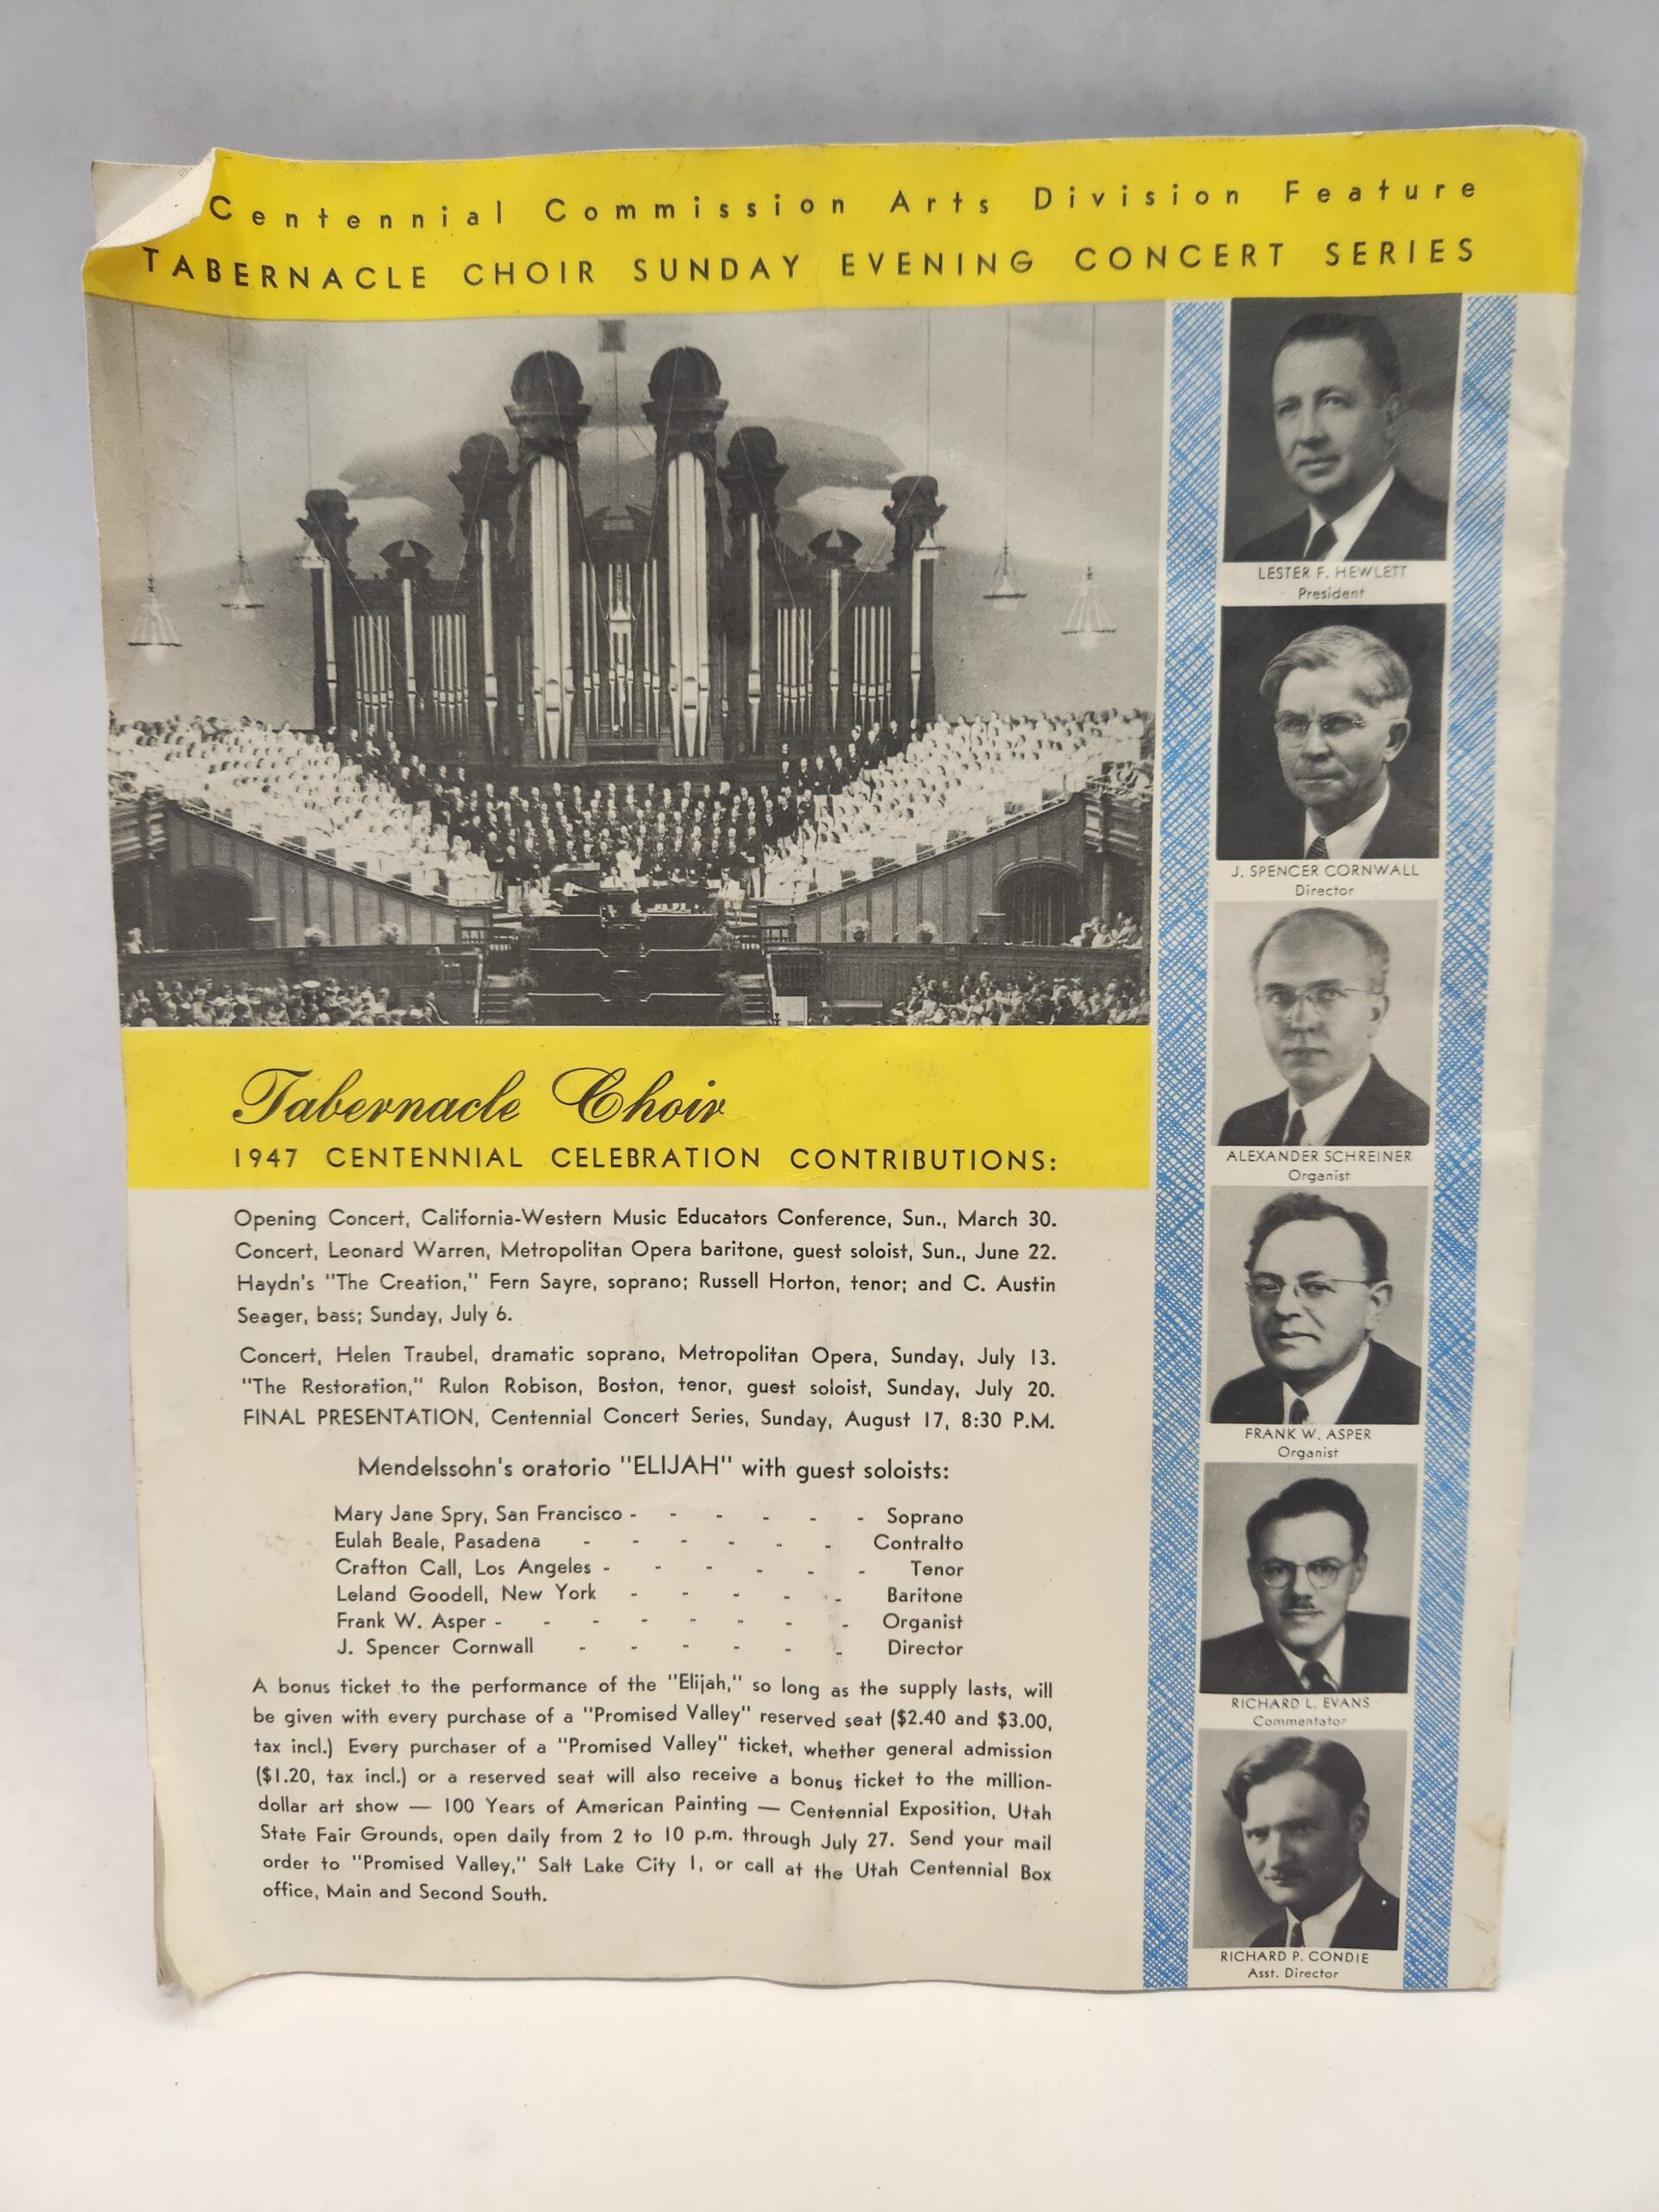 Centennial Commission Arts Division Feature
TABERNACLE CHOIR SUNDAY EVENING CONCERT SERIES
LESTER F. HEWLETT
President
J. SPENCER CORNWALL
Director
ALEXANDER SCHREINER
Organist
FRANK W. ASPER
Organist
RICHARD L. EVANS
Commentator
RICHARD P. CONDIE
Asst. Director
Tabernacle Choir
1947 CENTENNIAL CELEBRATION CONTRIBUTIONS:
Opening Concert, California-Western Music Educators Conference, Sun., March 30.
Concert, Leonard Warren, Metropolitan Opera baritone, guest soloist, Sun., June 22.
Haydn's "The Creation," Fern Sayre, soprano; Russell Horton, tenor; and C. Austin
Seager, bass; Sunday, July 6.
Concert, Helen Traubel, dramatic soprano, Metropolitan Opera, Sunday, July 13.
"The Restoration," Rulon Robison, Boston, tenor, guest soloist, Sunday, July 20.
FINAL PRESENTATION, Centennial Concert Series, Sunday, August 17, 8:30 P.M.
Mendelssohn's oratorio "ELIJAH" with guest soloists:
Mary Jane Spry, San Francisco - - - - - - Soprano
Eulah Beale, Pasadena - - - - - - Contralto
Crafton Call, Los Angeles - - - - - - Tenor
Leland Goodell, New York - - - - - Baritone
Frank W. Asper - - - - - - - - Organist
J. Spencer Cornwall - - - - - - Director
A bonus ticket to the performance of the "Elijah," so long as the supply lasts, will
be given with every purchase of a "Promised Valley" reserved seat ($2.40 and $3.00,
tax incl.) Every purchaser of a "Promised Valley" ticket, whether general admission
($1.20, tax incl.) or a reserved seat will also receive a bonus ticket to the million-
dollar art show — 100 Years of American Painting — Centennial Exposition, Utah
State Fair Grounds, open daily from 2 to 10 p.m. through July 27. Send your mail
order to "Promised Valley," Salt Lake City 1, or call at the Utah Centennial Box
office, Main and Second South.